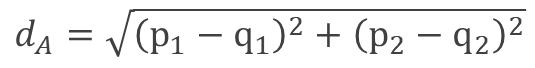 d_A = √((p₁ − q₁)² + (p₂ − q₂)²)